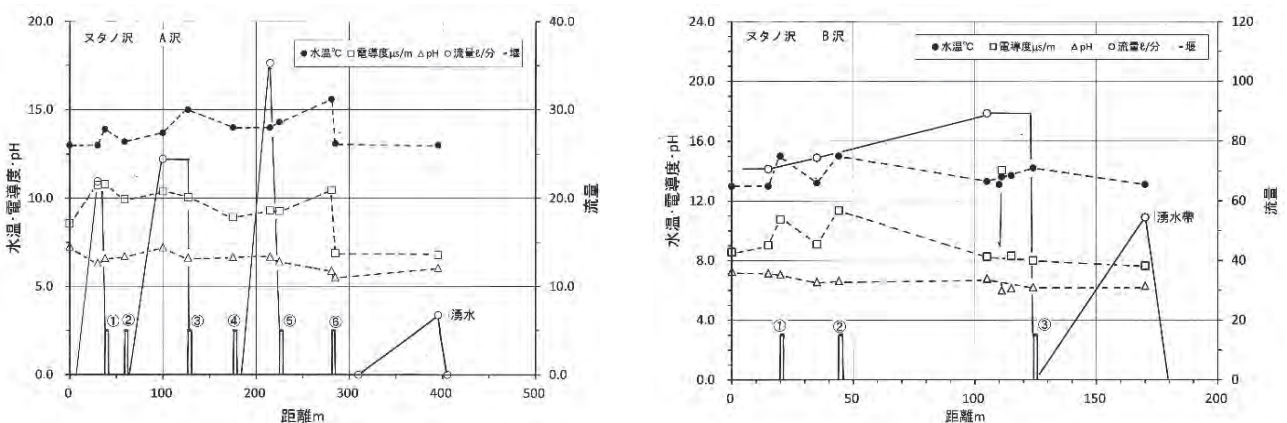 ヌタノ沢 A沢
●水温℃ □電導度μs/m △pH ○流量ℓ/分 -堰
水温・電導度・pH
20.0
15.0
10.0
5.0
0.0
流量
40.0
30.0
20.0
10.0
0.0
① ② ③ ④ ⑤ ⑥
湧水
0 100 200 300 400 500
距離m
ヌタノ沢 B沢
●水温℃ □電導度μs/m △pH ○流量ℓ/分 -堰
水温・電導度・pH
24.0
20.0
16.0
12.0
8.0
4.0
0.0
流量
120
100
80
60
40
20
0
① ② ③
湧水帯
0 50 100 150 200
距離m